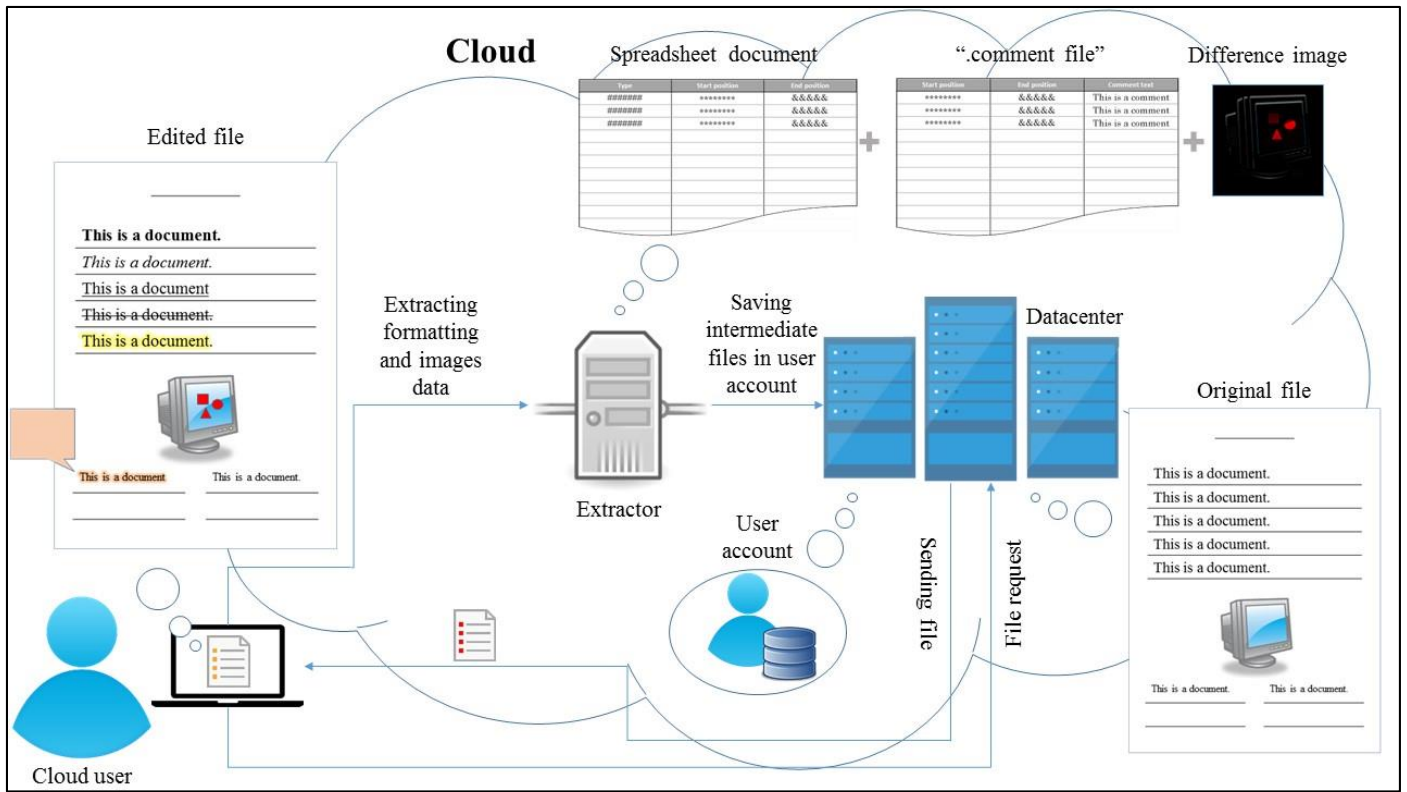 Cloud
Spreadsheet document
“.comment file”
Difference image
Type Start position End position
####### ******** &&&&&
####### ******** &&&&&
####### ******** &&&&&
Start position End position Comment text
******** &&&&& This is a comment
******** &&&&& This is a comment
******** &&&&& This is a comment
Edited file
This is a document.
This is a document.
This is a document
This is a document.
This is a document.
This is a document
This is a document.
Extracting
formatting
and images
data
Extractor
Saving
intermediate
files in user
account
Datacenter
Original file
This is a document.
This is a document.
This is a document.
This is a document.
This is a document.
This is a document.
This is a document.
User
account
Sending file
File request
Cloud user